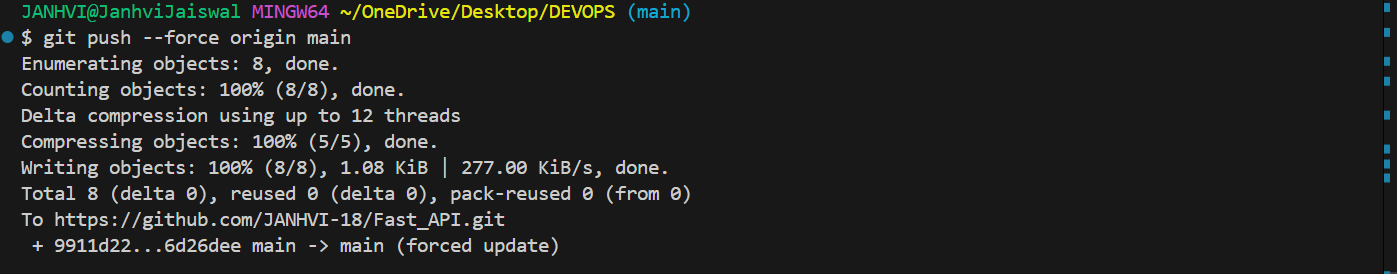 JANHVI@JanhviJaiswal MINGW64 ~/OneDrive/Desktop/DEVOPS (main)
$ git push --force origin main
Enumerating objects: 8, done.
Counting objects: 100% (8/8), done.
Delta compression using up to 12 threads
Compressing objects: 100% (5/5), done.
Writing objects: 100% (8/8), 1.08 KiB | 277.00 KiB/s, done.
Total 8 (delta 0), reused 0 (delta 0), pack-reused 0 (from 0)
To https://github.com/JANHVI-18/Fast_API.git
 + 9911d22...6d26dee main -> main (forced update)